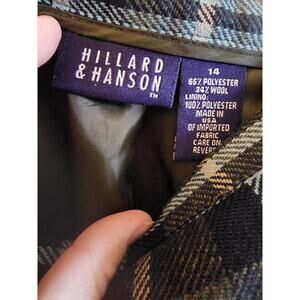 HILLARD
& HANSON
TM
14
66% POLYESTER
34% WOOL
LINING:
100% POLYESTER
MADE IN
USA
OF IMPORTED
FABRIC
CARE ON
REVERSE